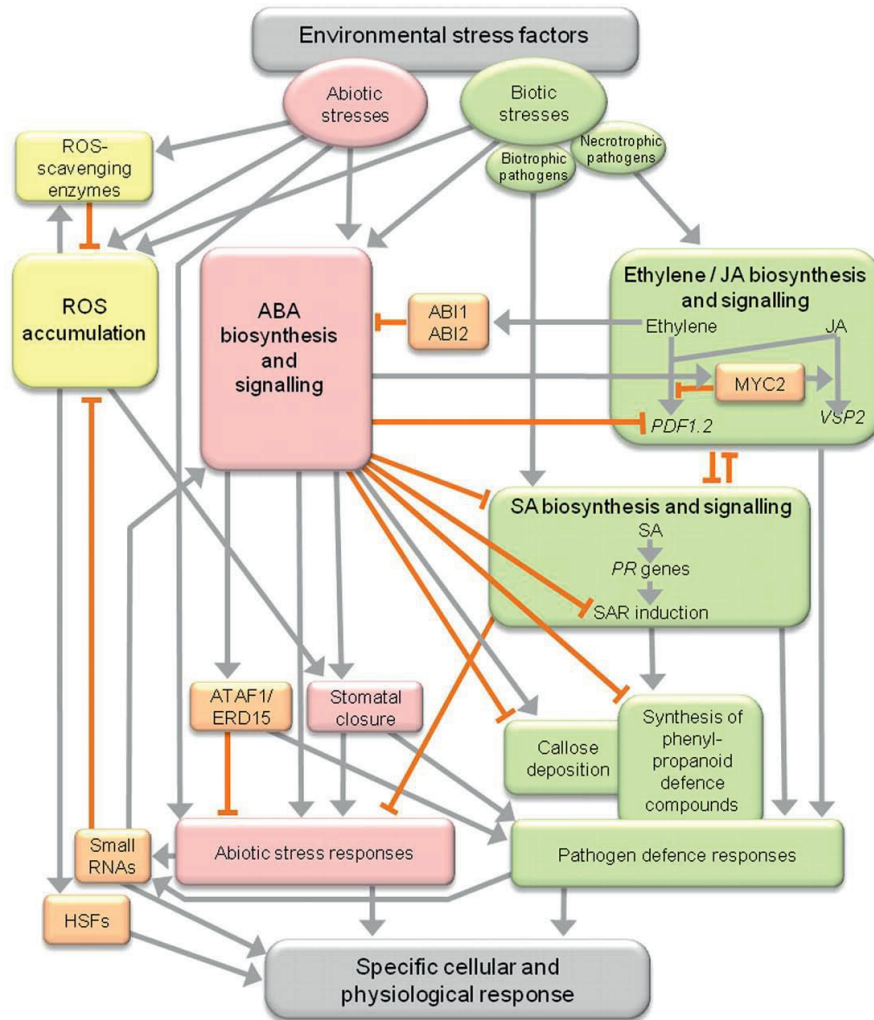 Environmental stress factors
Abiotic
stresses
Biotic
stresses
Biotrophic
pathogens
Necrotrophic
pathogens
ROS-
scavenging
enzymes
ROS
accumulation
ABA
biosynthesis
and
signalling
ABI1
ABI2
Ethylene / JA biosynthesis
and signalling
Ethylene
JA
MYC2
PDF1.2
VSP2
SA biosynthesis and signalling
SA
PR genes
SAR induction
ATAF1/
ERD15
Stomatal
closure
Callose
deposition
Synthesis of
phenyl-
propanoid
defence
compounds
Small
RNAs
Abiotic stress responses
Pathogen defence responses
HSFs
Specific cellular and
physiological response